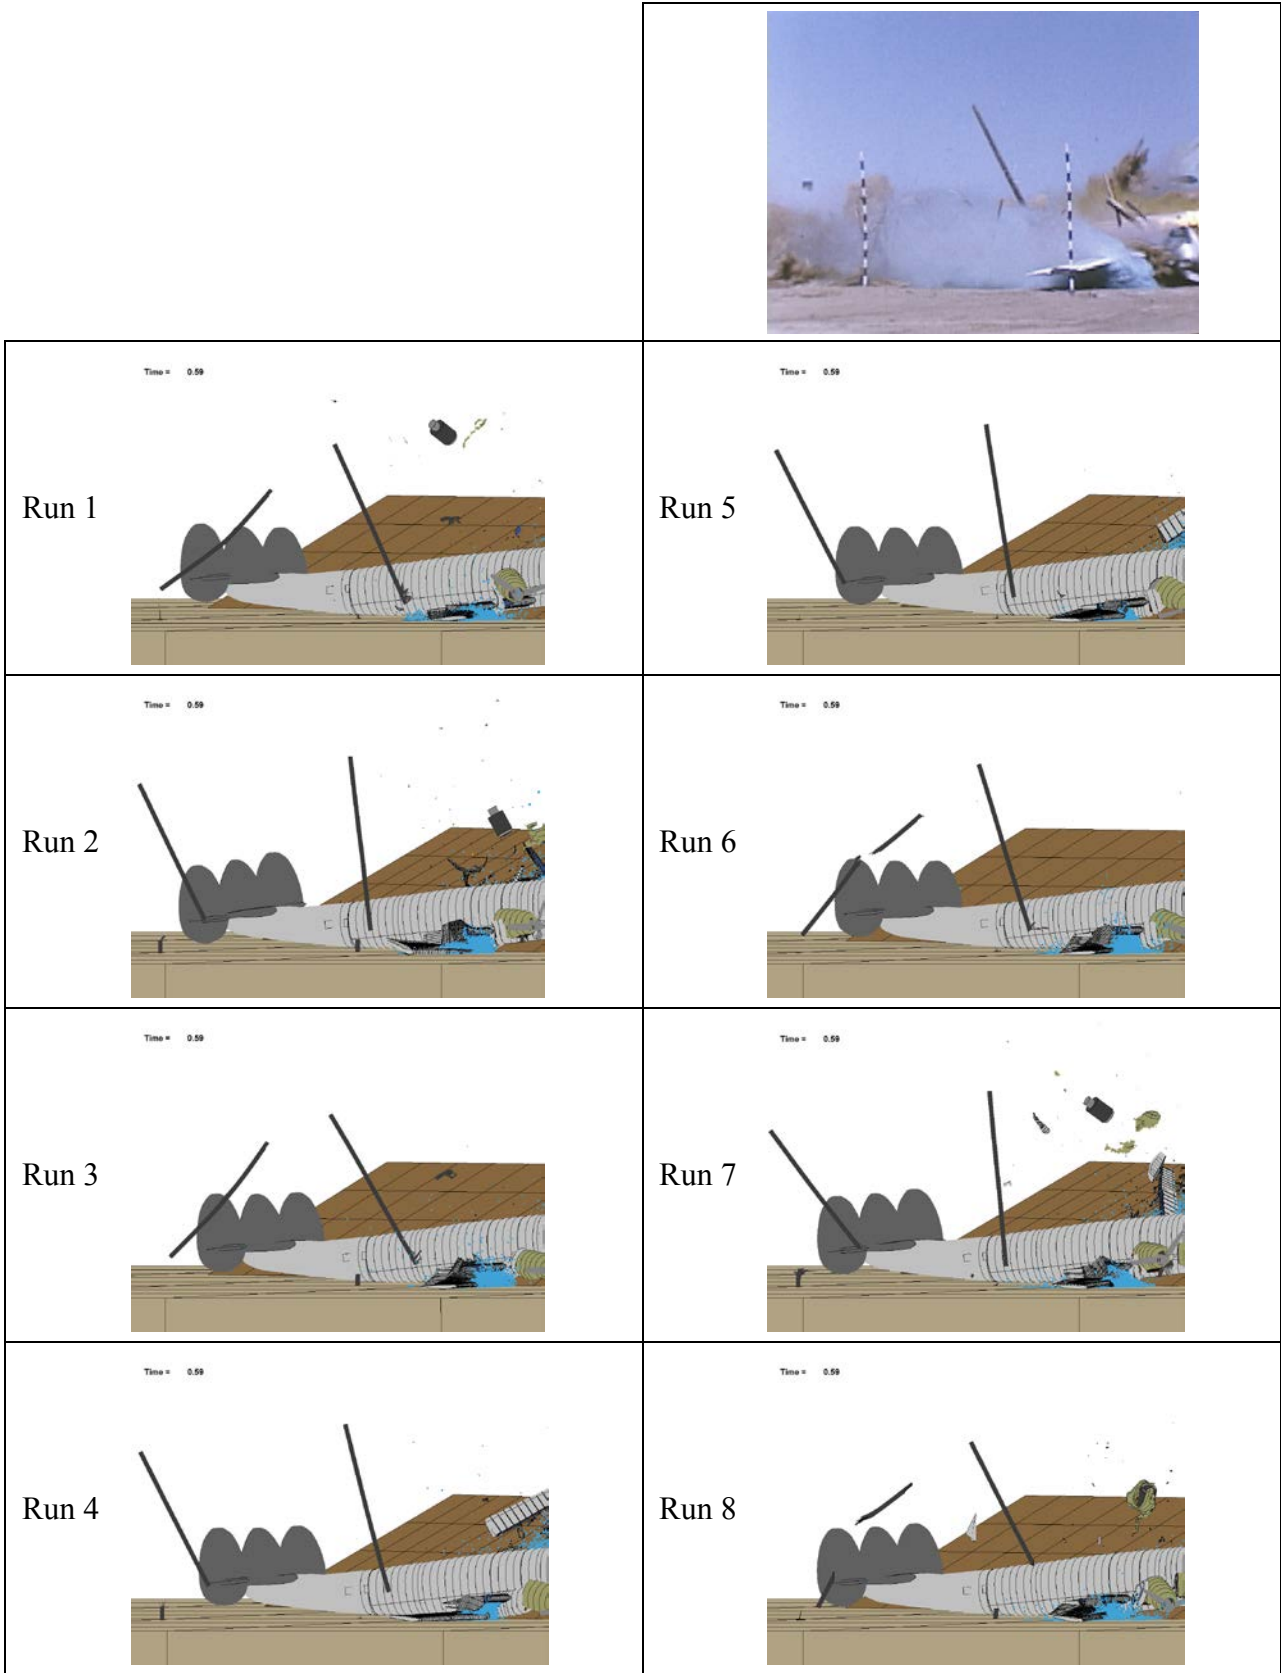 Time = 0.59
Run 1
Time = 0.59
Run 5
Time = 0.59
Run 2
Time = 0.59
Run 6
Time = 0.59
Run 3
Time = 0.59
Run 7
Time = 0.59
Run 4
Time = 0.59
Run 8